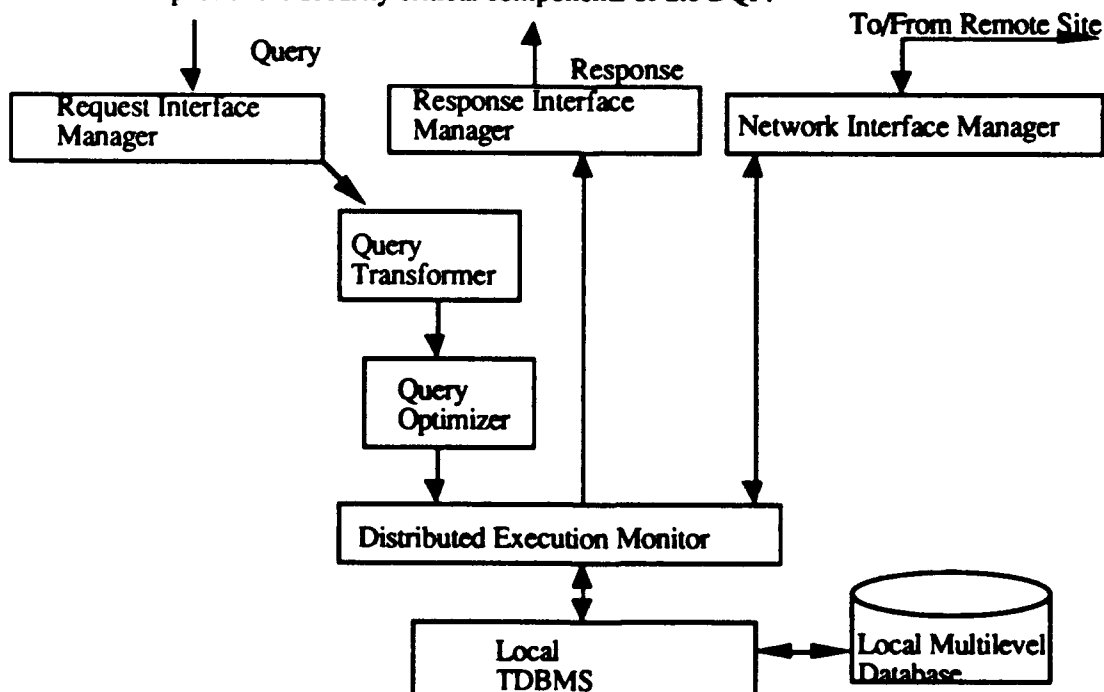 Query
Response
To/From Remote Site
Request Interface
Manager
Response Interface
Manager
Network Interface Manager
Query
Transformer
Query
Optimizer
Distributed Execution Monitor
Local
TDBMS
Local Multilevel
Database